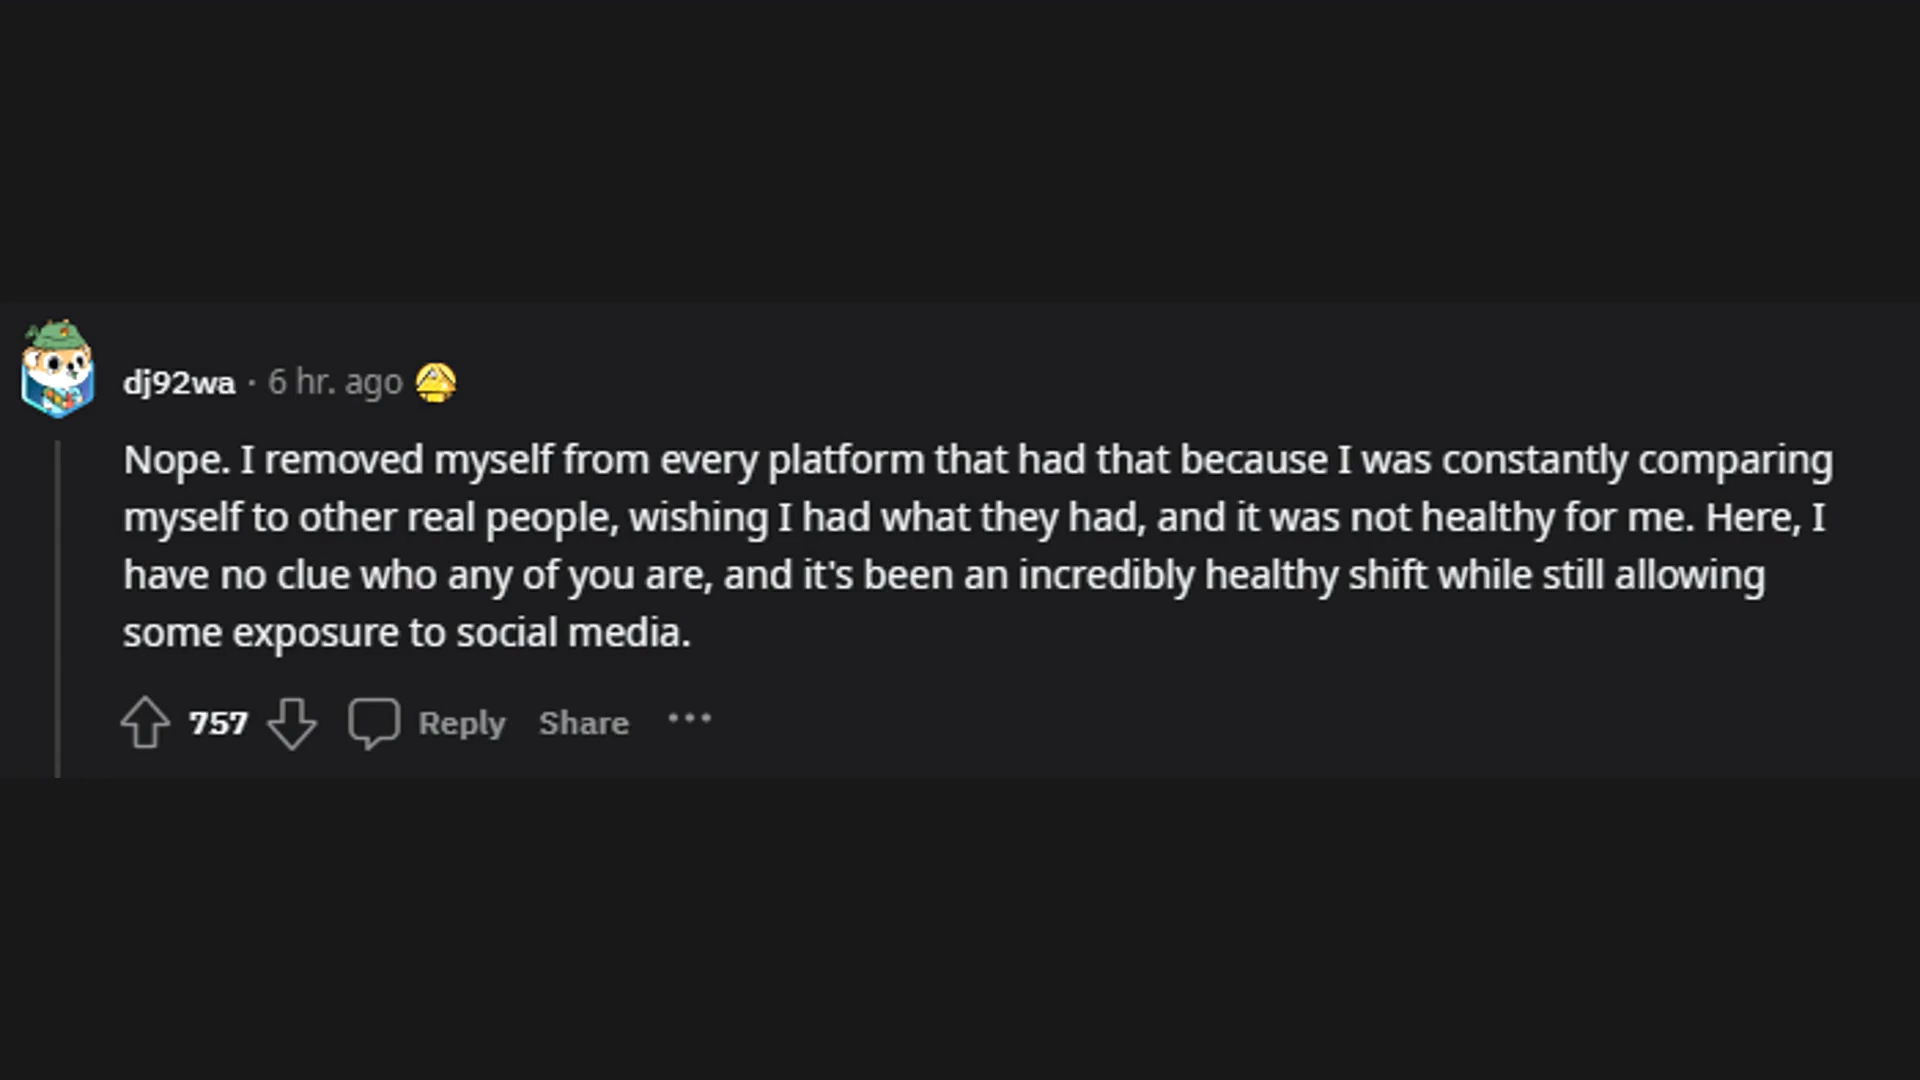 dj92wa · 6 hr. ago
Nope. I removed myself from every platform that had that because I was constantly comparing
myself to other real people, wishing I had what they had, and it was not healthy for me. Here, I
have no clue who any of you are, and it's been an incredibly healthy shift while still allowing
some exposure to social media.
757 Reply Share ···